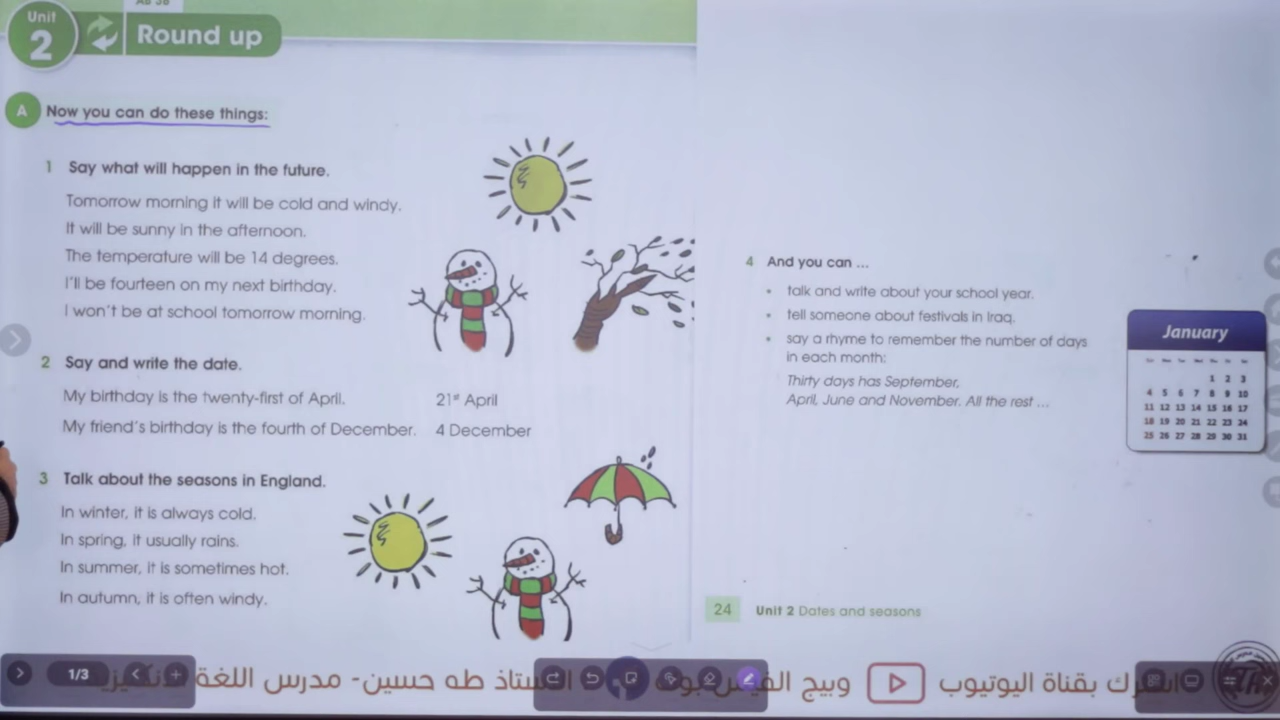 Unit
2
Round up
A Now you can do these things:
1 Say what will happen in the future.
Tomorrow morning it will be cold and windy.
It will be sunny in the afternoon.
The temperature will be 14 degrees.
I'll be fourteen on my next birthday.
I won't be at school tomorrow morning.
2 Say and write the date.
My birthday is the twenty-first of April. 21st April
My friend's birthday is the fourth of December. 4 December
3 Talk about the seasons in England.
In winter, it is always cold.
In spring, it usually rains.
In summer, it is sometimes hot.
In autumn, it is often windy.
4 And you can ...
• talk and write about your school year.
• tell someone about festivals in Iraq.
• say a rhyme to remember the number of days
in each month:
Thirty days has September,
April, June and November. All the rest ...
January
1 2 3
4 5 6 7 8 9 10
11 12 13 14 15 16 17
18 19 20 21 22 23 24
25 26 27 28 29 30 31
24 Unit 2 Dates and seasons
1/3
بقناة اليوتيوب وبيج طه حسين- مدرس اللغة